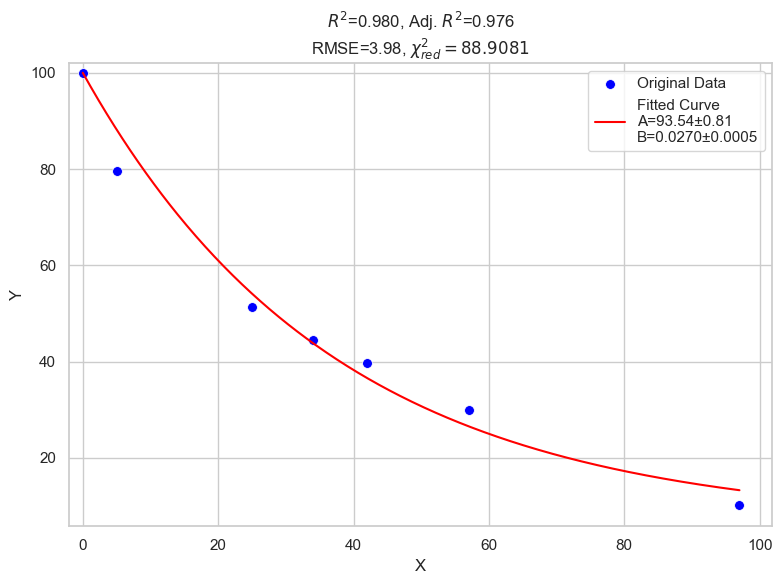 R²=0.980, Adj. R²=0.976
RMSE=3.98, χ²_red = 88.9081
Original Data
Fitted Curve
A=93.54±0.81
B=0.0270±0.0005
100
80
60
40
20
Y
0
20
40
60
80
100
X